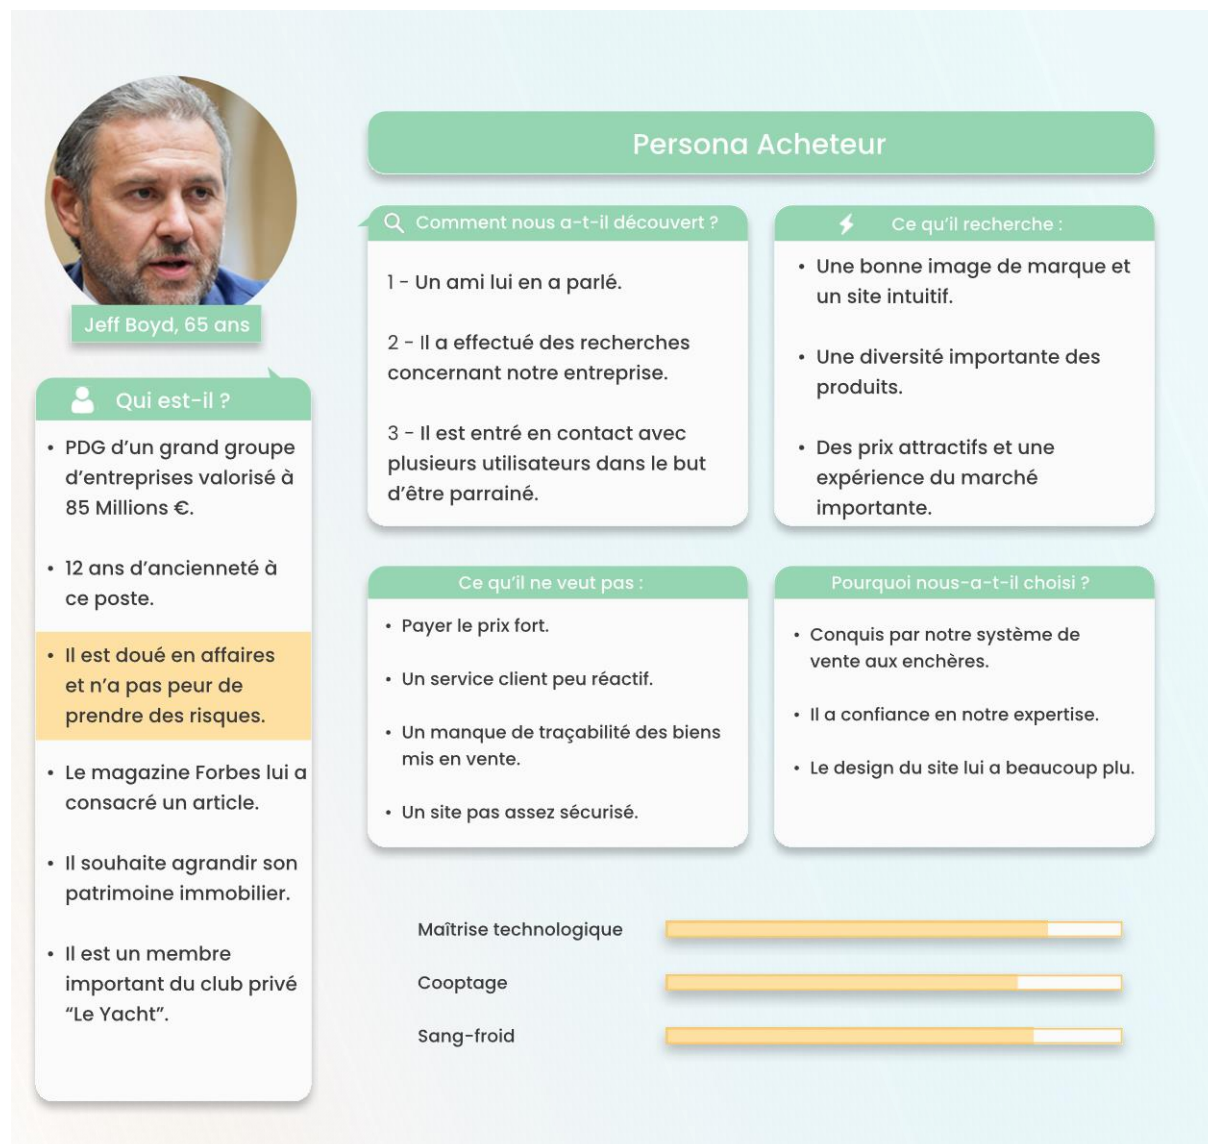 Persona Acheteur
Jeff Boyd, 65 ans
Qui est-il ?
• PDG d’un grand groupe
d’entreprises valorisé à
85 Millions €.
• 12 ans d’ancienneté à
ce poste.
• Il est doué en affaires
et n’a pas peur de
prendre des risques.
• Le magazine Forbes lui a
consacré un article.
• Il souhaite agrandir son
patrimoine immobilier.
• Il est un membre
important du club privé
“Le Yacht”.
Comment nous a-t-il découvert ?
1 - Un ami lui en a parlé.
2 - Il a effectué des recherches
concernant notre entreprise.
3 - Il est entré en contact avec
plusieurs utilisateurs dans le but
d’être parrainé.
Ce qu’il recherche :
• Une bonne image de marque et
un site intuitif.
• Une diversité importante des
produits.
• Des prix attractifs et une
expérience du marché
importante.
Ce qu’il ne veut pas :
• Payer le prix fort.
• Un service client peu réactif.
• Un manque de traçabilité des biens
mis en vente.
• Un site pas assez sécurisé.
Pourquoi nous-a-t-il choisi ?
• Conquis par notre système de
vente aux enchères.
• Il a confiance en notre expertise.
• Le design du site lui a beaucoup plu.
Maîtrise technologique
Cooptage
Sang-froid